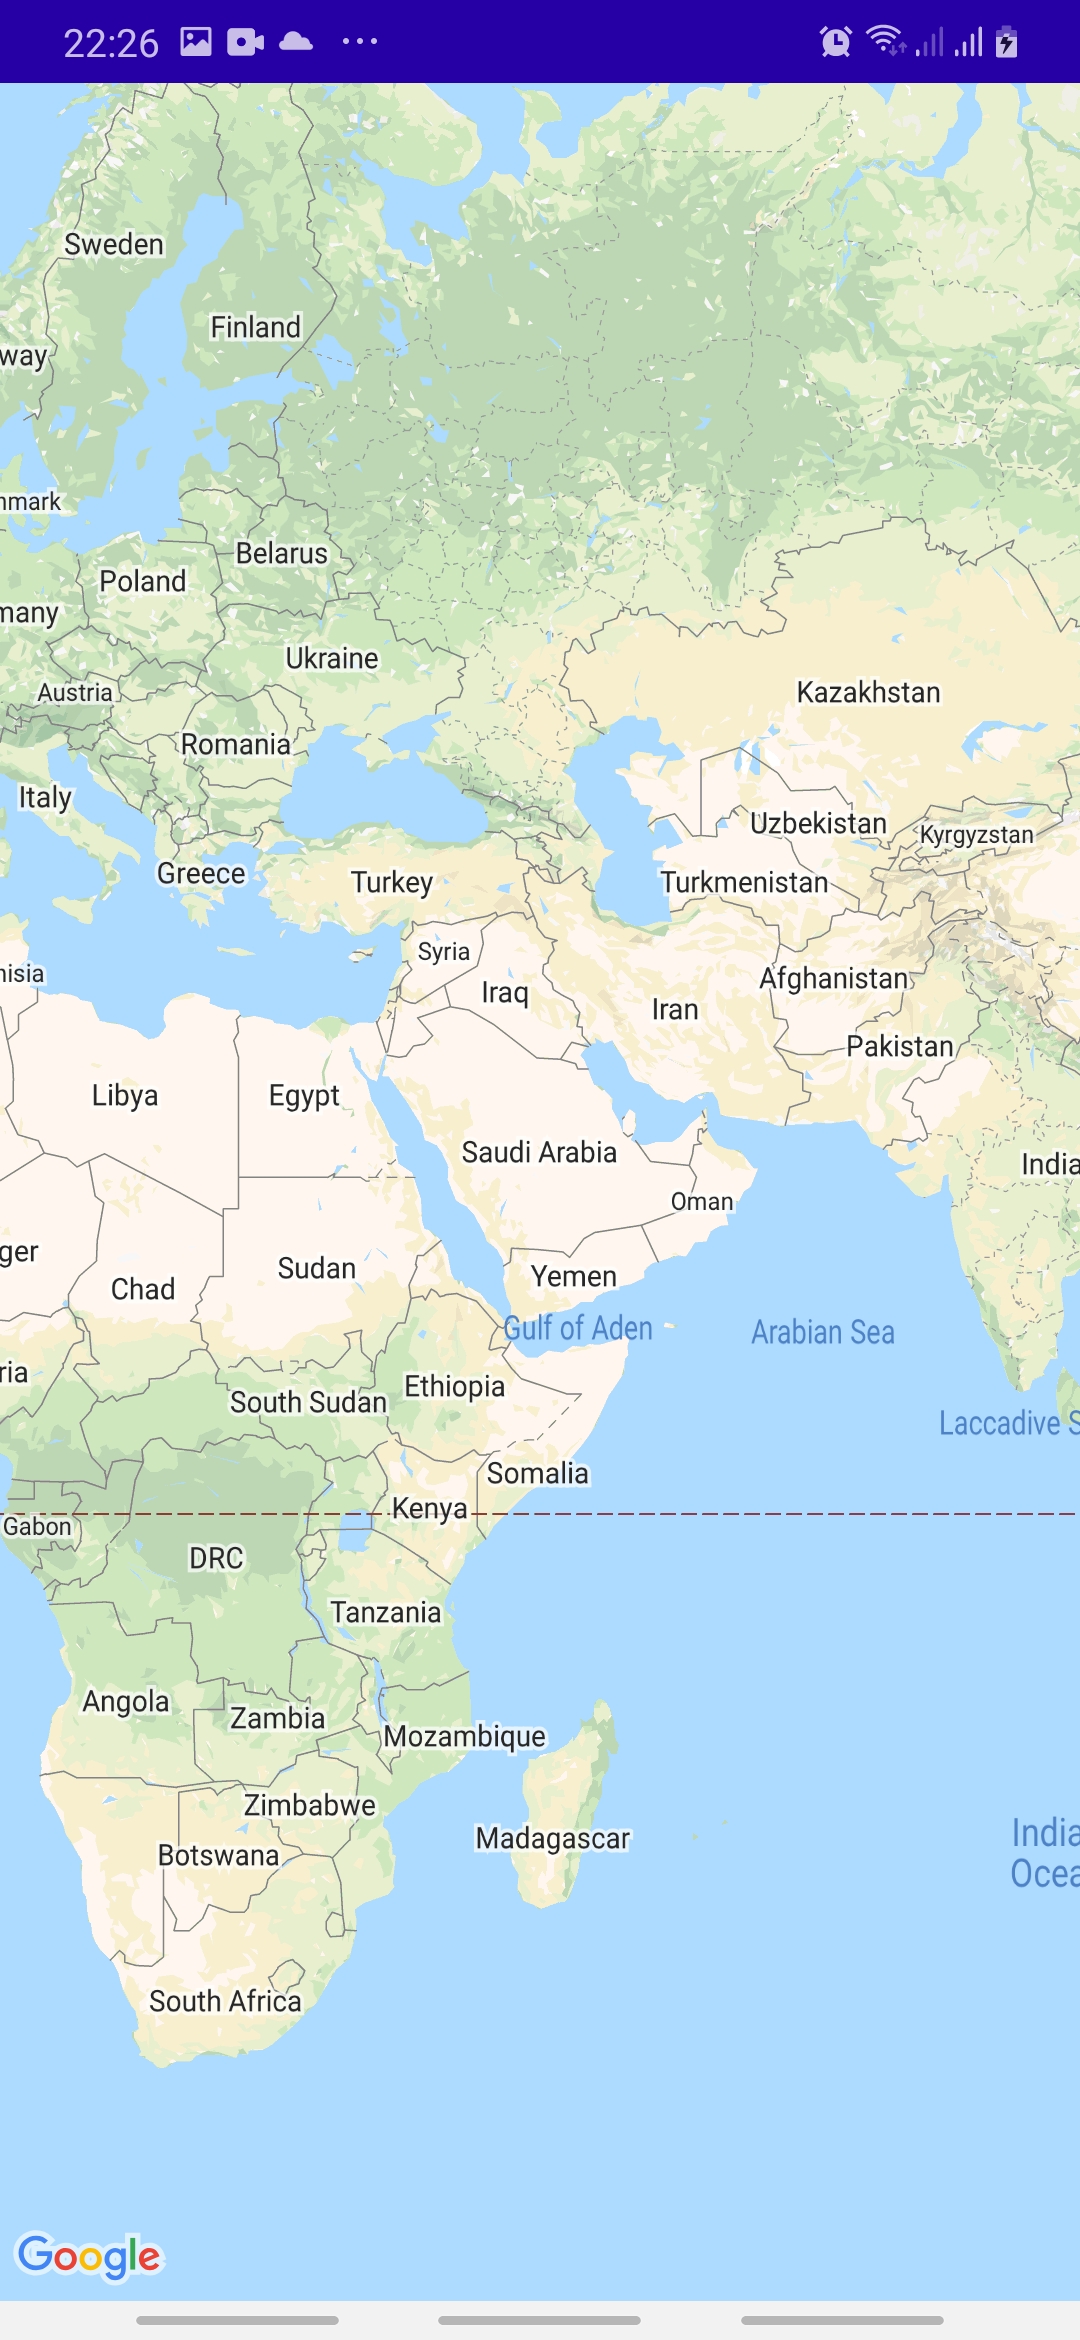 22:26
Sweden
Finland
way
nmark
Belarus
Poland
many
Ukraine
Austria
Kazakhstan
Romania
Italy
Uzbekistan
Kyrgyzstan
Greece
Turkey
Turkmenistan
Syria
nisia
Iraq
Afghanistan
Iran
Pakistan
Libya
Egypt
Saudi Arabia
India
Oman
ger
Sudan
Yemen
Chad
Gulf of Aden
Arabian Sea
ria
Ethiopia
South Sudan
Laccadive S
Somalia
Kenya
Gabon
DRC
Tanzania
Angola
Zambia
Mozambique
Zimbabwe
Madagascar
India
Ocea
Botswana
South Africa
Google